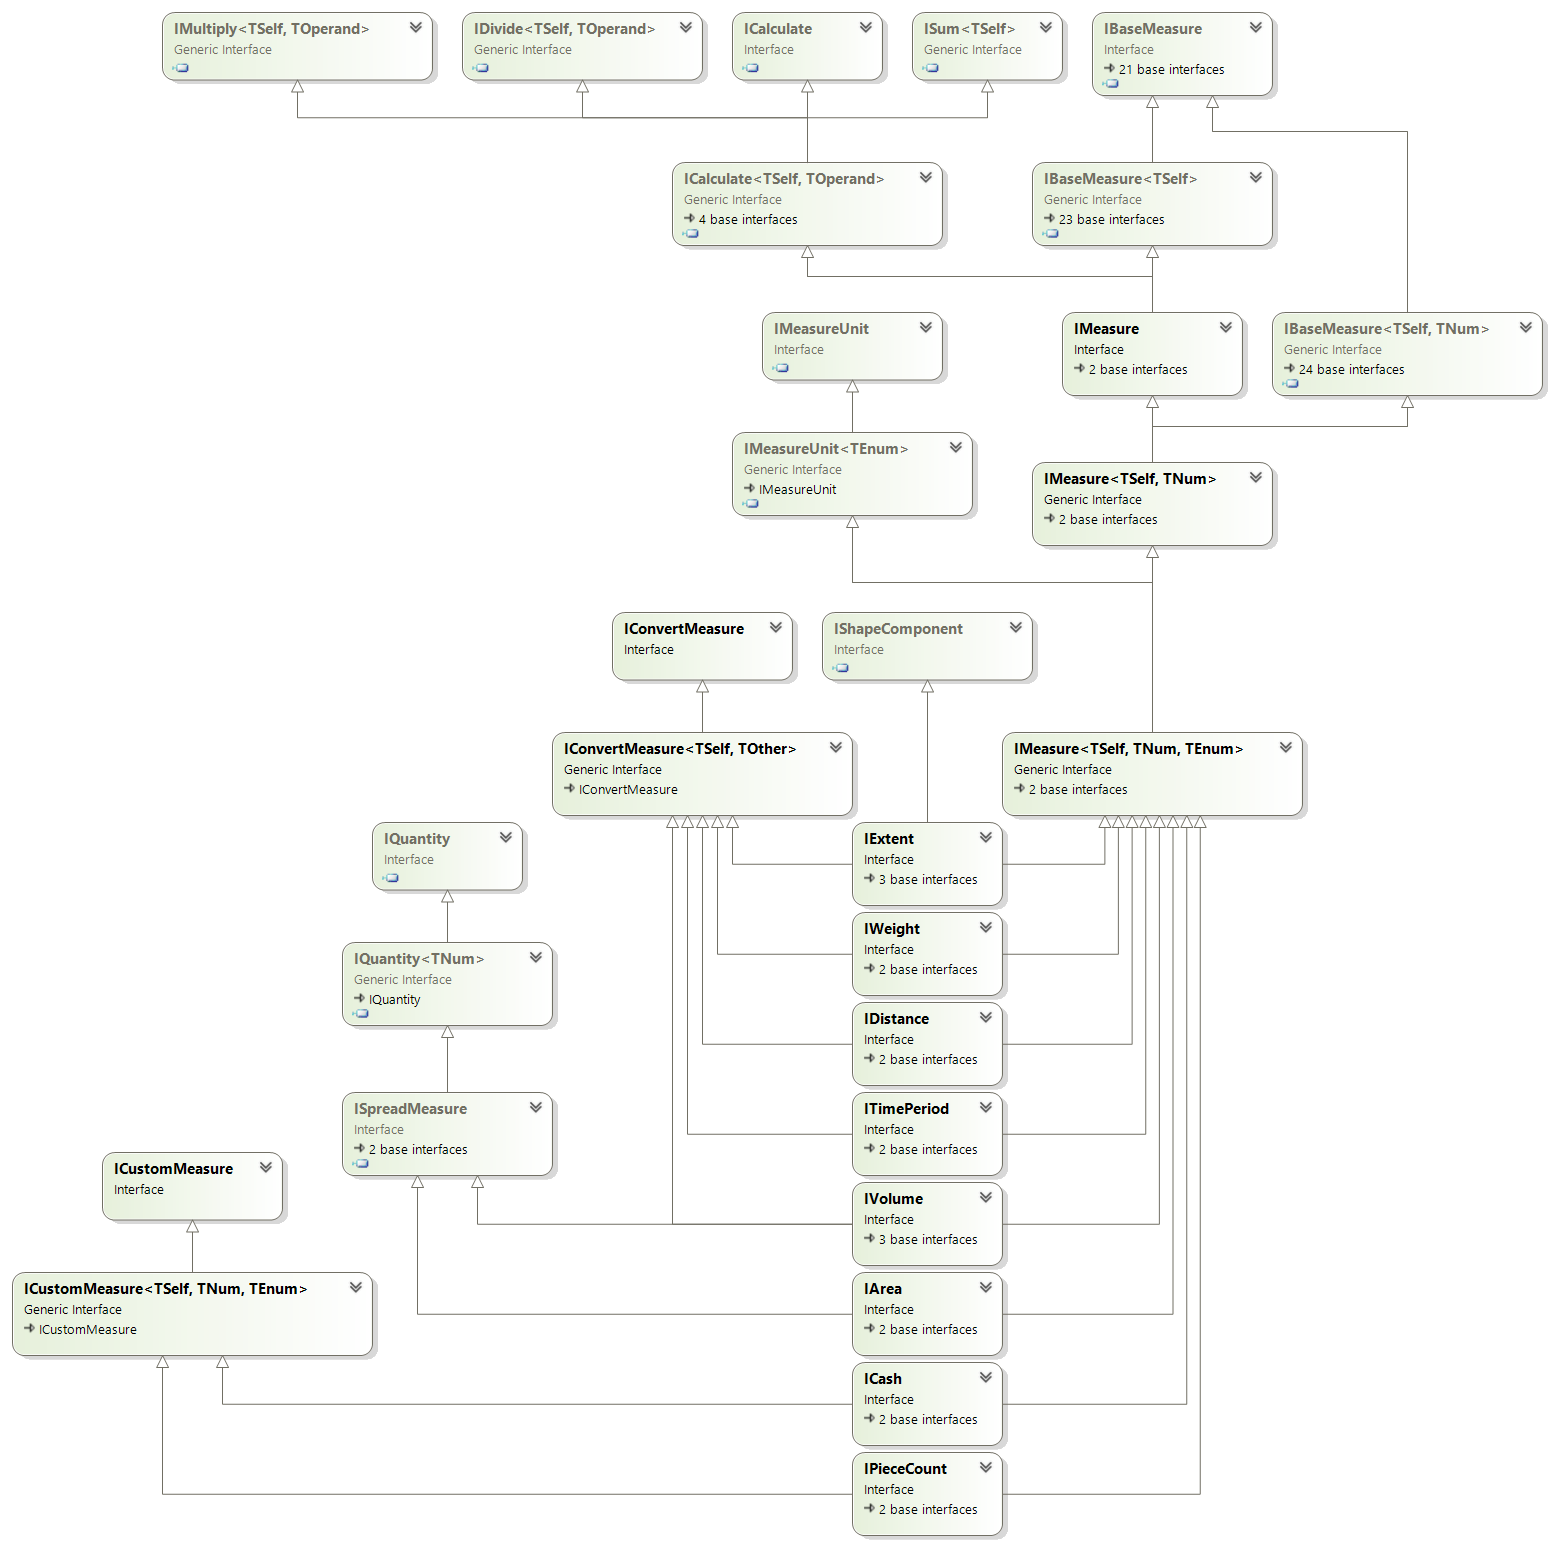 IMultiply<TSelf, TOperand>
Generic Interface
IDivide<TSelf, TOperand>
Generic Interface
ICalculate
Interface
ISum<TSelf>
Generic Interface
IBaseMeasure
Interface
21 base interfaces
ICalculate<TSelf, TOperand>
Generic Interface
4 base interfaces
IBaseMeasure<TSelf>
Generic Interface
23 base interfaces
IMeasureUnit
Interface
IMeasure
Interface
2 base interfaces
IBaseMeasure<TSelf, TNum>
Generic Interface
24 base interfaces
IMeasureUnit<TEnum>
Generic Interface
IMeasureUnit
IMeasure<TSelf, TNum>
Generic Interface
2 base interfaces
IConvertMeasure
Interface
IShapeComponent
Interface
IConvertMeasure<TSelf, TOther>
Generic Interface
IConvertMeasure
IMeasure<TSelf, TNum, TEnum>
Generic Interface
2 base interfaces
IQuantity
Interface
IExtent
Interface
3 base interfaces
IWeight
Interface
2 base interfaces
IQuantity<TNum>
Generic Interface
IQuantity
IDistance
Interface
2 base interfaces
ISpreadMeasure
Interface
2 base interfaces
ITimePeriod
Interface
2 base interfaces
ICustomMeasure
Interface
IVolume
Interface
3 base interfaces
ICustomMeasure<TSelf, TNum, TEnum>
Generic Interface
ICustomMeasure
IArea
Interface
2 base interfaces
ICash
Interface
2 base interfaces
IPieceCount
Interface
2 base interfaces